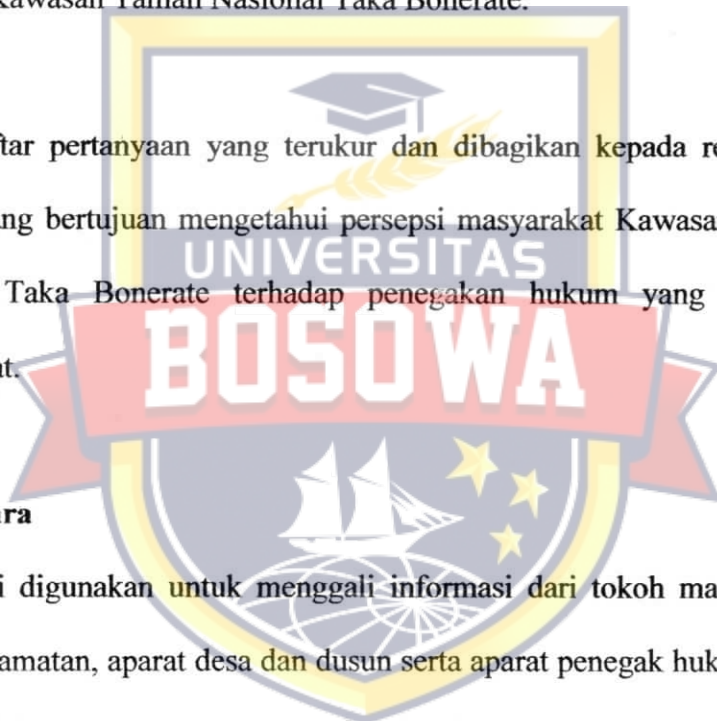 kawasan Taman Nasional Taka Bonerate.
tar pertanyaan yang terukur dan dibagikan kepada re
ng bertujuan mengetahui persepsi masyarakat Kawasa
UNIVERSITAS
Taka Bonerate terhadap penegakan hukum yang
BOSOWA
at.
ra
i digunakan untuk menggali informasi dari tokoh ma
amatan, aparat desa dan dusun serta aparat penegak huk